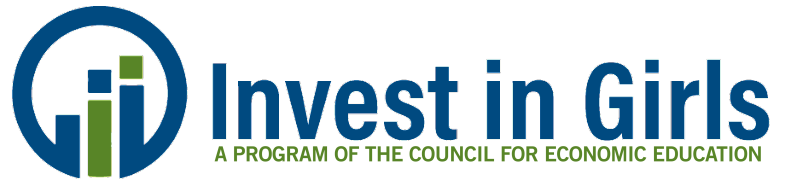 Invest in Girls
A PROGRAM OF THE COUNCIL FOR ECONOMIC EDUCATION